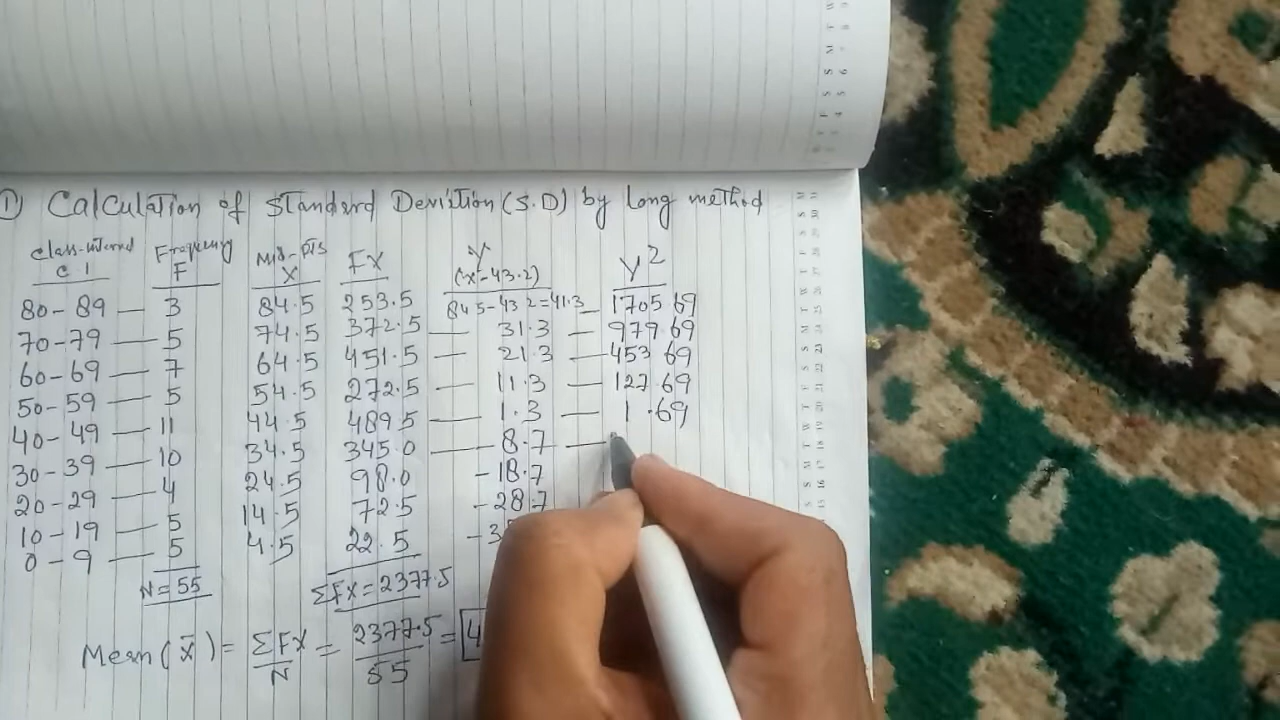 1 Calculation of Standard Deviation (S.D) by Long method
Class-interval Frequency Mid-pts FX y y2
C I F X (x-43.2)
80-89 — 3 84.5 253.5 84.5-43.2=41.3 — 1705.69
70-79 — 5 74.5 372.5 — 31.3 — 979.69
60-69 — 7 64.5 451.5 — 21.3 — 453.69
50-59 — 5 54.5 272.5 — 11.3 — 127.69
40-49 — 11 44.5 489.5 — 1.3 — 1.69
30-39 — 10 34.5 345.0 — -8.7 —
20-29 — 4 24.5 98.0 -18.7
10-19 — 5 14.5 72.5 -28.7
0-9 — 5 4.5 22.5 -3
N=55 ΣFX=2377.5
Mean (x̄) = ΣFX/N = 2377.5/55 = 4